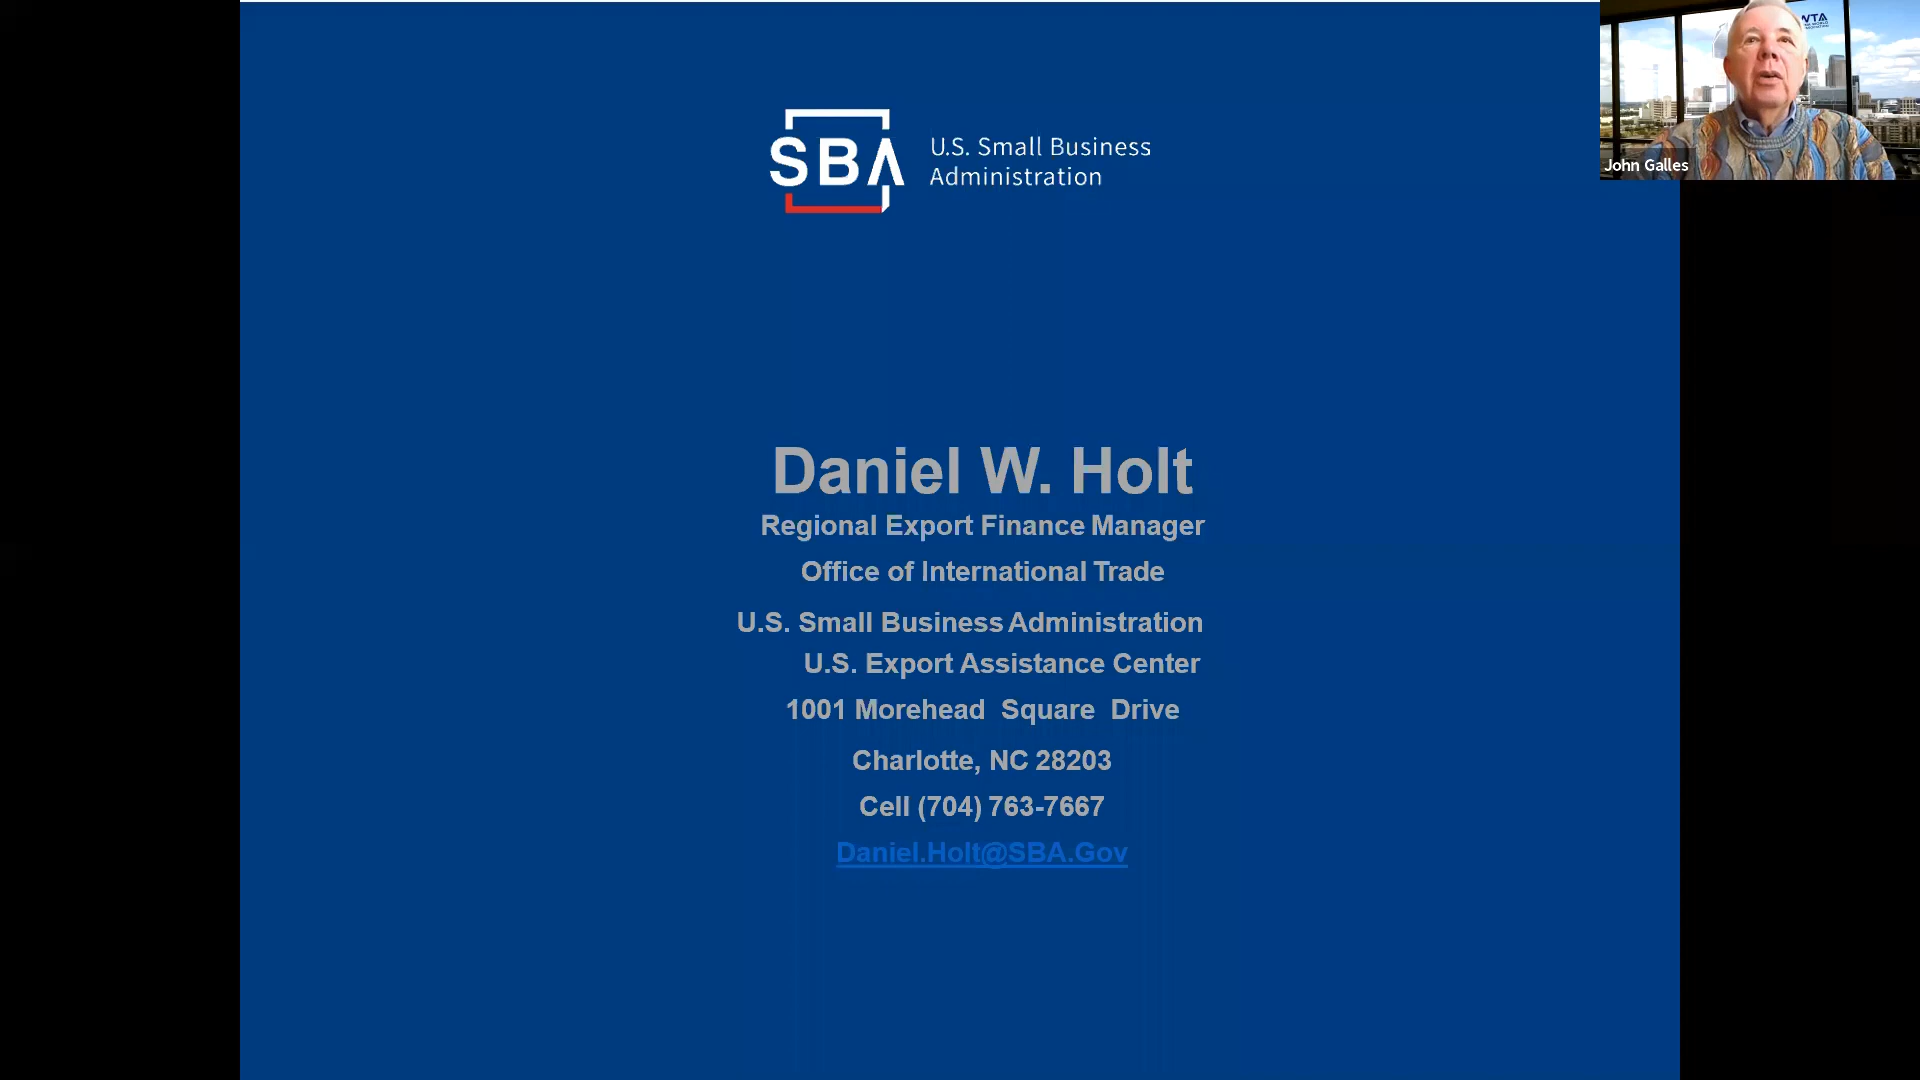 SBA
U.S. Small Business
Administration
WTA
John Galles
Daniel W. Holt
Regional Export Finance Manager
Office of International Trade
U.S. Small Business Administration
U.S. Export Assistance Center
1001 Morehead Square Drive
Charlotte, NC 28203
Cell (704) 763-7667
Daniel.Holt@SBA.Gov